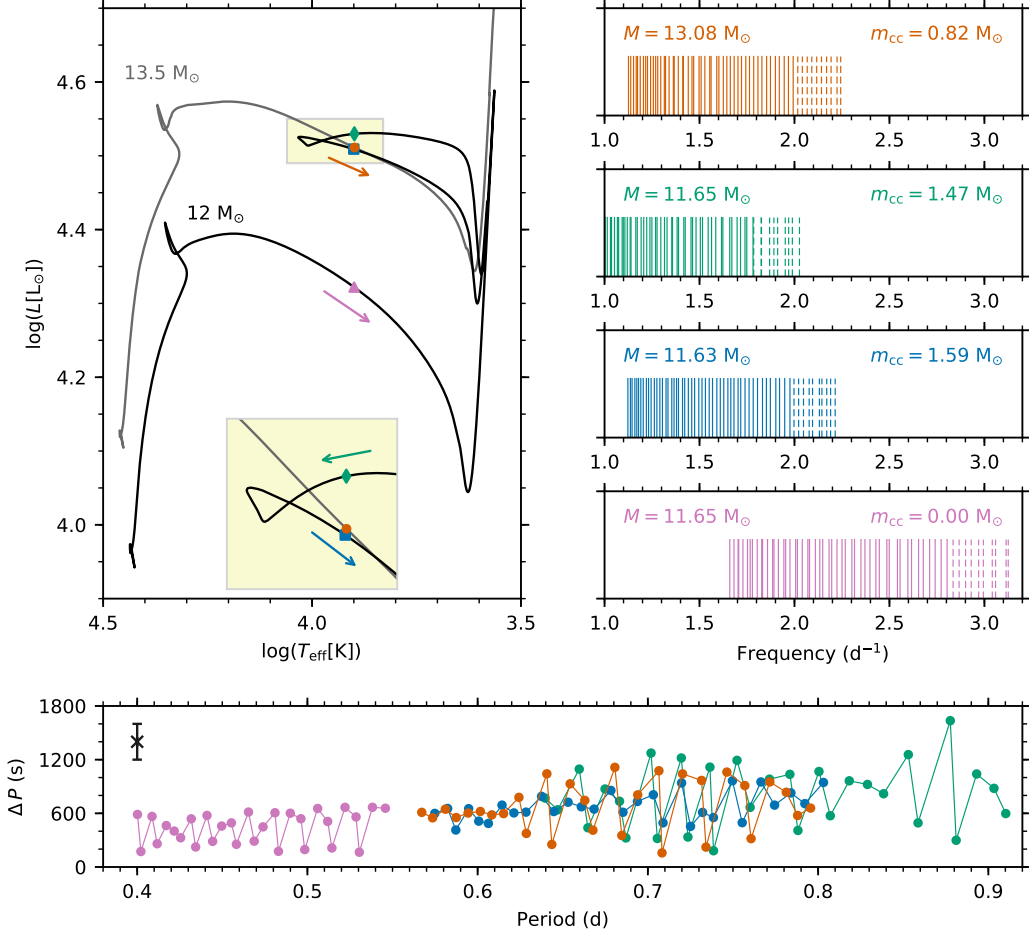 4.6
4.4
4.2
4.0
log(L[L⊙])
13.5 M⊙
12 M⊙
4.5 4.0 3.5
log(Teff[K])
M = 13.08 M⊙ mcc = 0.82 M⊙
1.0 1.5 2.0 2.5 3.0
M = 11.65 M⊙ mcc = 1.47 M⊙
1.0 1.5 2.0 2.5 3.0
M = 11.63 M⊙ mcc = 1.59 M⊙
1.0 1.5 2.0 2.5 3.0
M = 11.65 M⊙ mcc = 0.00 M⊙
1.0 1.5 2.0 2.5 3.0
Frequency (d⁻¹)
1800
1200
600
0
ΔP (s)
0.4 0.5 0.6 0.7 0.8 0.9
Period (d)